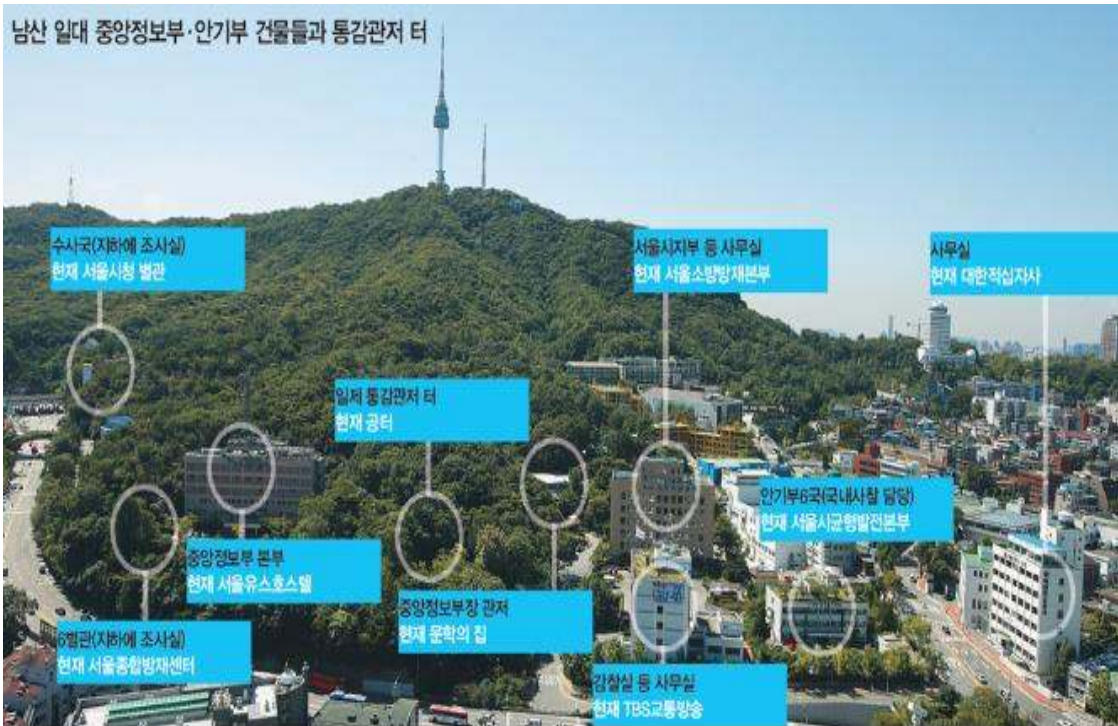 남산 일대 중앙정보부·안기부 건물들과 통감관저 터
수사국(지하에 조사실)
현재 서울시청 별관
서울시지부 등 사무실
현재 서울소방방재본부
사무실
현재 대한적십자사
일제 통감관저 터
현재 공터
안기부6국(국내사찰 담당)
현재 서울시균형발전본부
중앙정보부 본부
현재 서울유스호스텔
중앙정보부장 관저
현재 문학의 집
6별관(지하에 조사실)
현재 서울종합방재센터
감찰실 등 사무실
현재 TBS교통방송